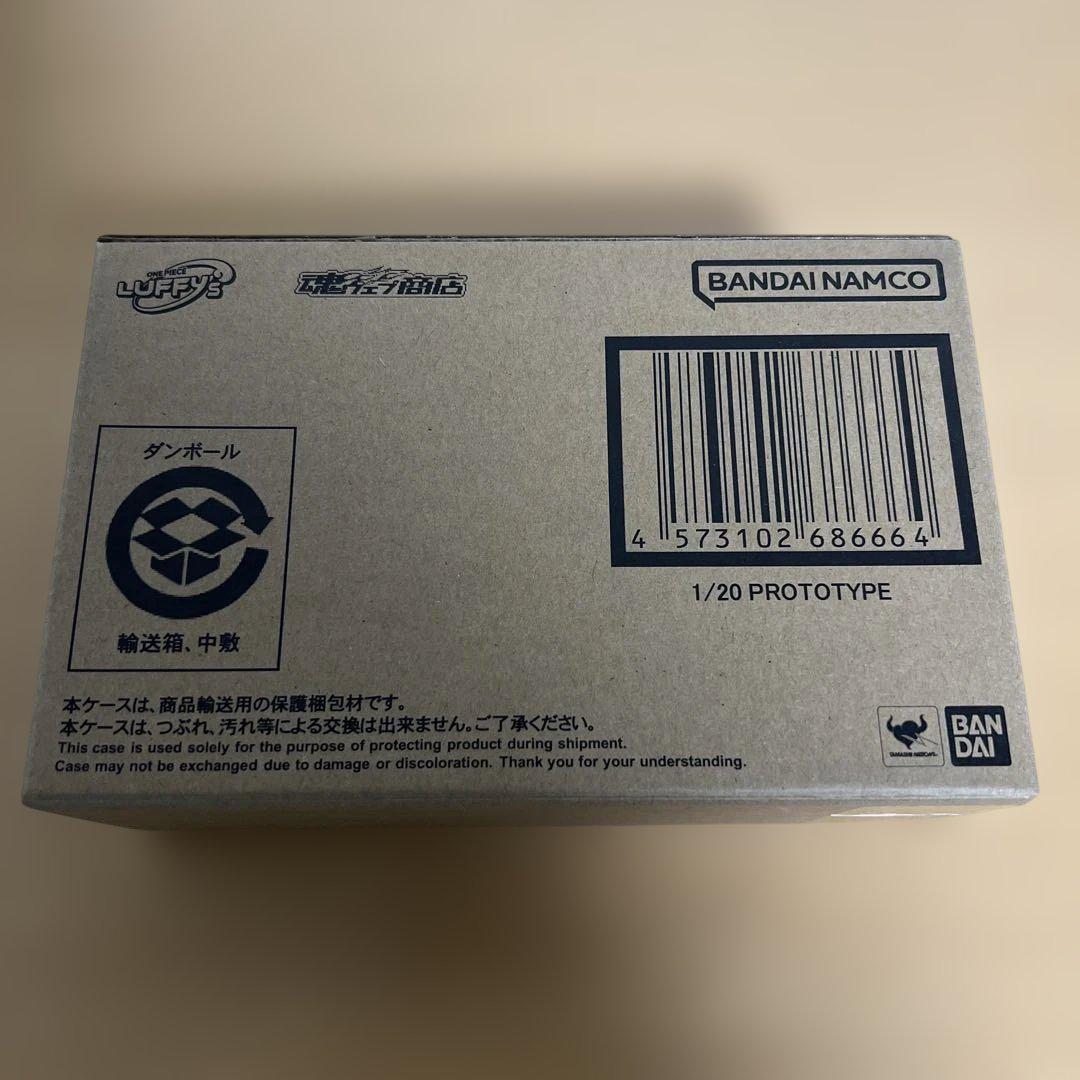 ONE PIECE
LUFFY's
魂ウェブ商店
BANDAI NAMCO
4 573102 686664
1/20 PROTOTYPE
ダンボール
輸送箱、中敷
本ケースは、商品輸送用の保護梱包材です。
本ケースは、つぶれ、汚れ等による交換は出来ません。ご了承ください。
This case is used solely for the purpose of protecting product during shipment.
Case may not be exchanged due to damage or discoloration. Thank you for your understanding.
TAMASHII NATIONS
BAN
DAI